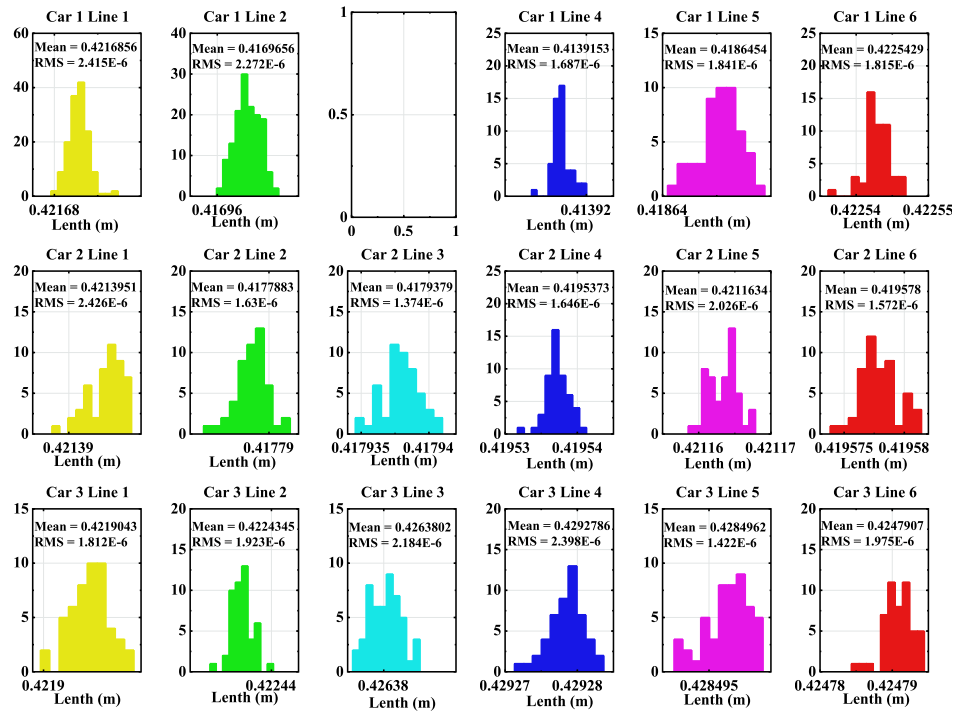 Car 1 Line 1
Car 1 Line 2
Car 1 Line 4
Car 1 Line 5
Car 1 Line 6
60
40
20
0
Mean = 0.4216856
RMS = 2.415E-6
0.42168
Lenth (m)
40
30
20
10
0
Mean = 0.4169656
RMS = 2.272E-6
0.41696
Lenth (m)
1
0.5
0
0 0.5 1
25
20
15
10
5
0
Mean = 0.4139153
RMS = 1.687E-6
0.41392
Lenth (m)
15
10
5
0
Mean = 0.4186454
RMS = 1.841E-6
0.41864
Lenth (m)
25
20
15
10
5
0
Mean = 0.4225429
RMS = 1.815E-6
0.42254 0.42255
Lenth (m)
Car 2 Line 1
Car 2 Line 2
Car 2 Line 3
Car 2 Line 4
Car 2 Line 5
Car 2 Line 6
20
15
10
5
0
Mean = 0.4213951
RMS = 2.426E-6
0.42139
Lenth (m)
20
15
10
5
0
Mean = 0.4177883
RMS = 1.63E-6
0.41779
Lenth (m)
20
15
10
5
0
Mean = 0.4179379
RMS = 1.374E-6
0.417935 0.41794
Lenth (m)
25
20
15
10
5
0
Mean = 0.4195373
RMS = 1.646E-6
0.41953 0.41954
Lenth (m)
20
15
10
5
0
Mean = 0.4211634
RMS = 2.026E-6
0.42116 0.42117
Lenth (m)
20
15
10
5
0
Mean = 0.419578
RMS = 1.572E-6
0.419575 0.41958
Lenth (m)
Car 3 Line 1
Car 3 Line 2
Car 3 Line 3
Car 3 Line 4
Car 3 Line 5
Car 3 Line 6
15
10
5
0
Mean = 0.4219043
RMS = 1.812E-6
0.4219
Lenth (m)
20
15
10
5
0
Mean = 0.4224345
RMS = 1.923E-6
0.42244
Lenth (m)
15
10
5
0
Mean = 0.4263802
RMS = 2.184E-6
0.42638
Lenth (m)
20
15
10
5
0
Mean = 0.4292786
RMS = 2.398E-6
0.42927 0.42928
Lenth (m)
15
10
5
0
Mean = 0.4284962
RMS = 1.422E-6
0.428495
Lenth (m)
20
15
10
5
0
Mean = 0.4247907
RMS = 1.975E-6
0.42478 0.42479
Lenth (m)